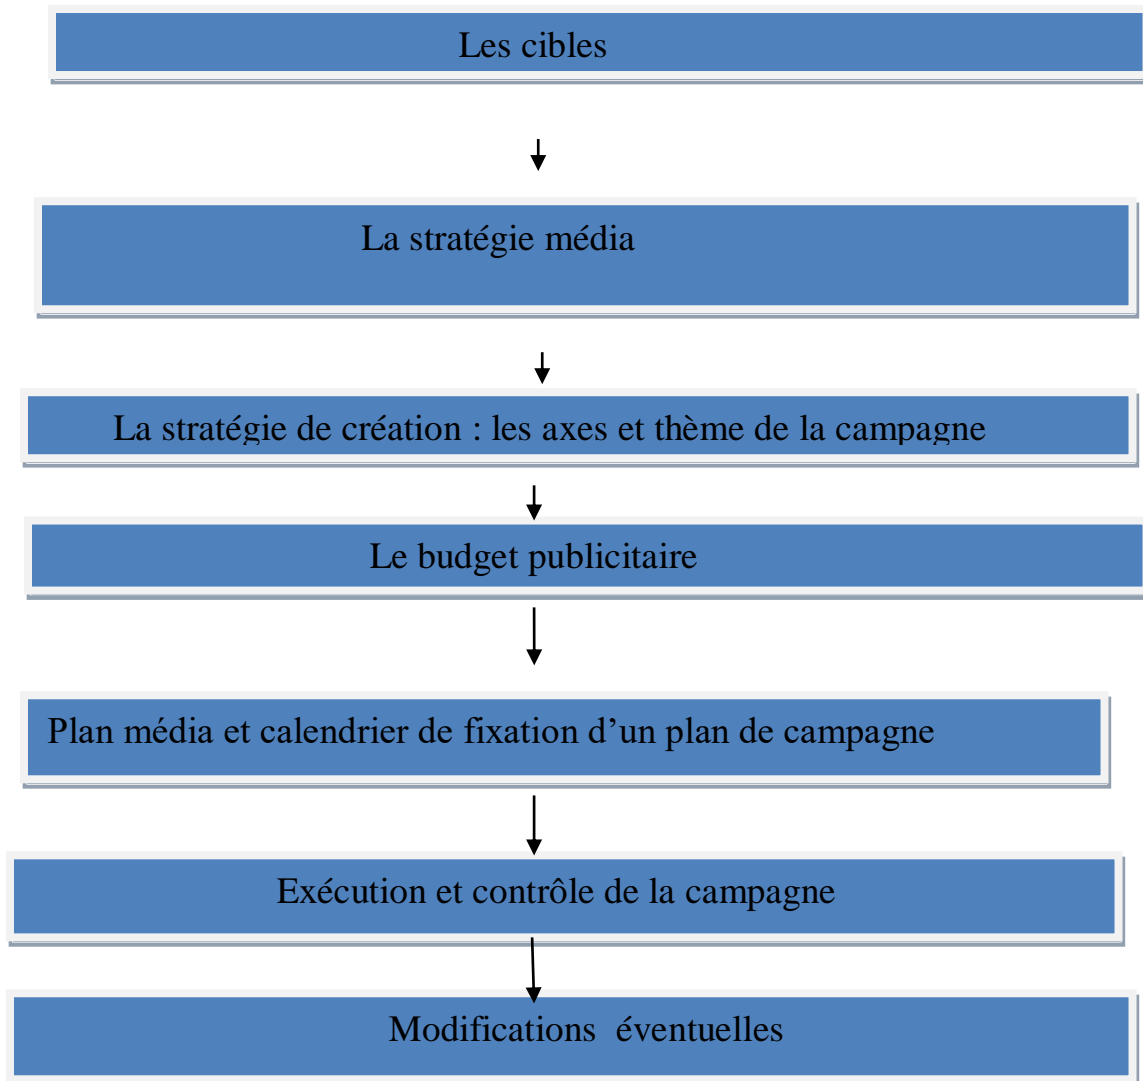 Les cibles
La stratégie média
La stratégie de création : les axes et thème de la campagne
Le budget publicitaire
Plan média et calendrier de fixation d’un plan de campagne
Exécution et contrôle de la campagne
Modifications éventuelles